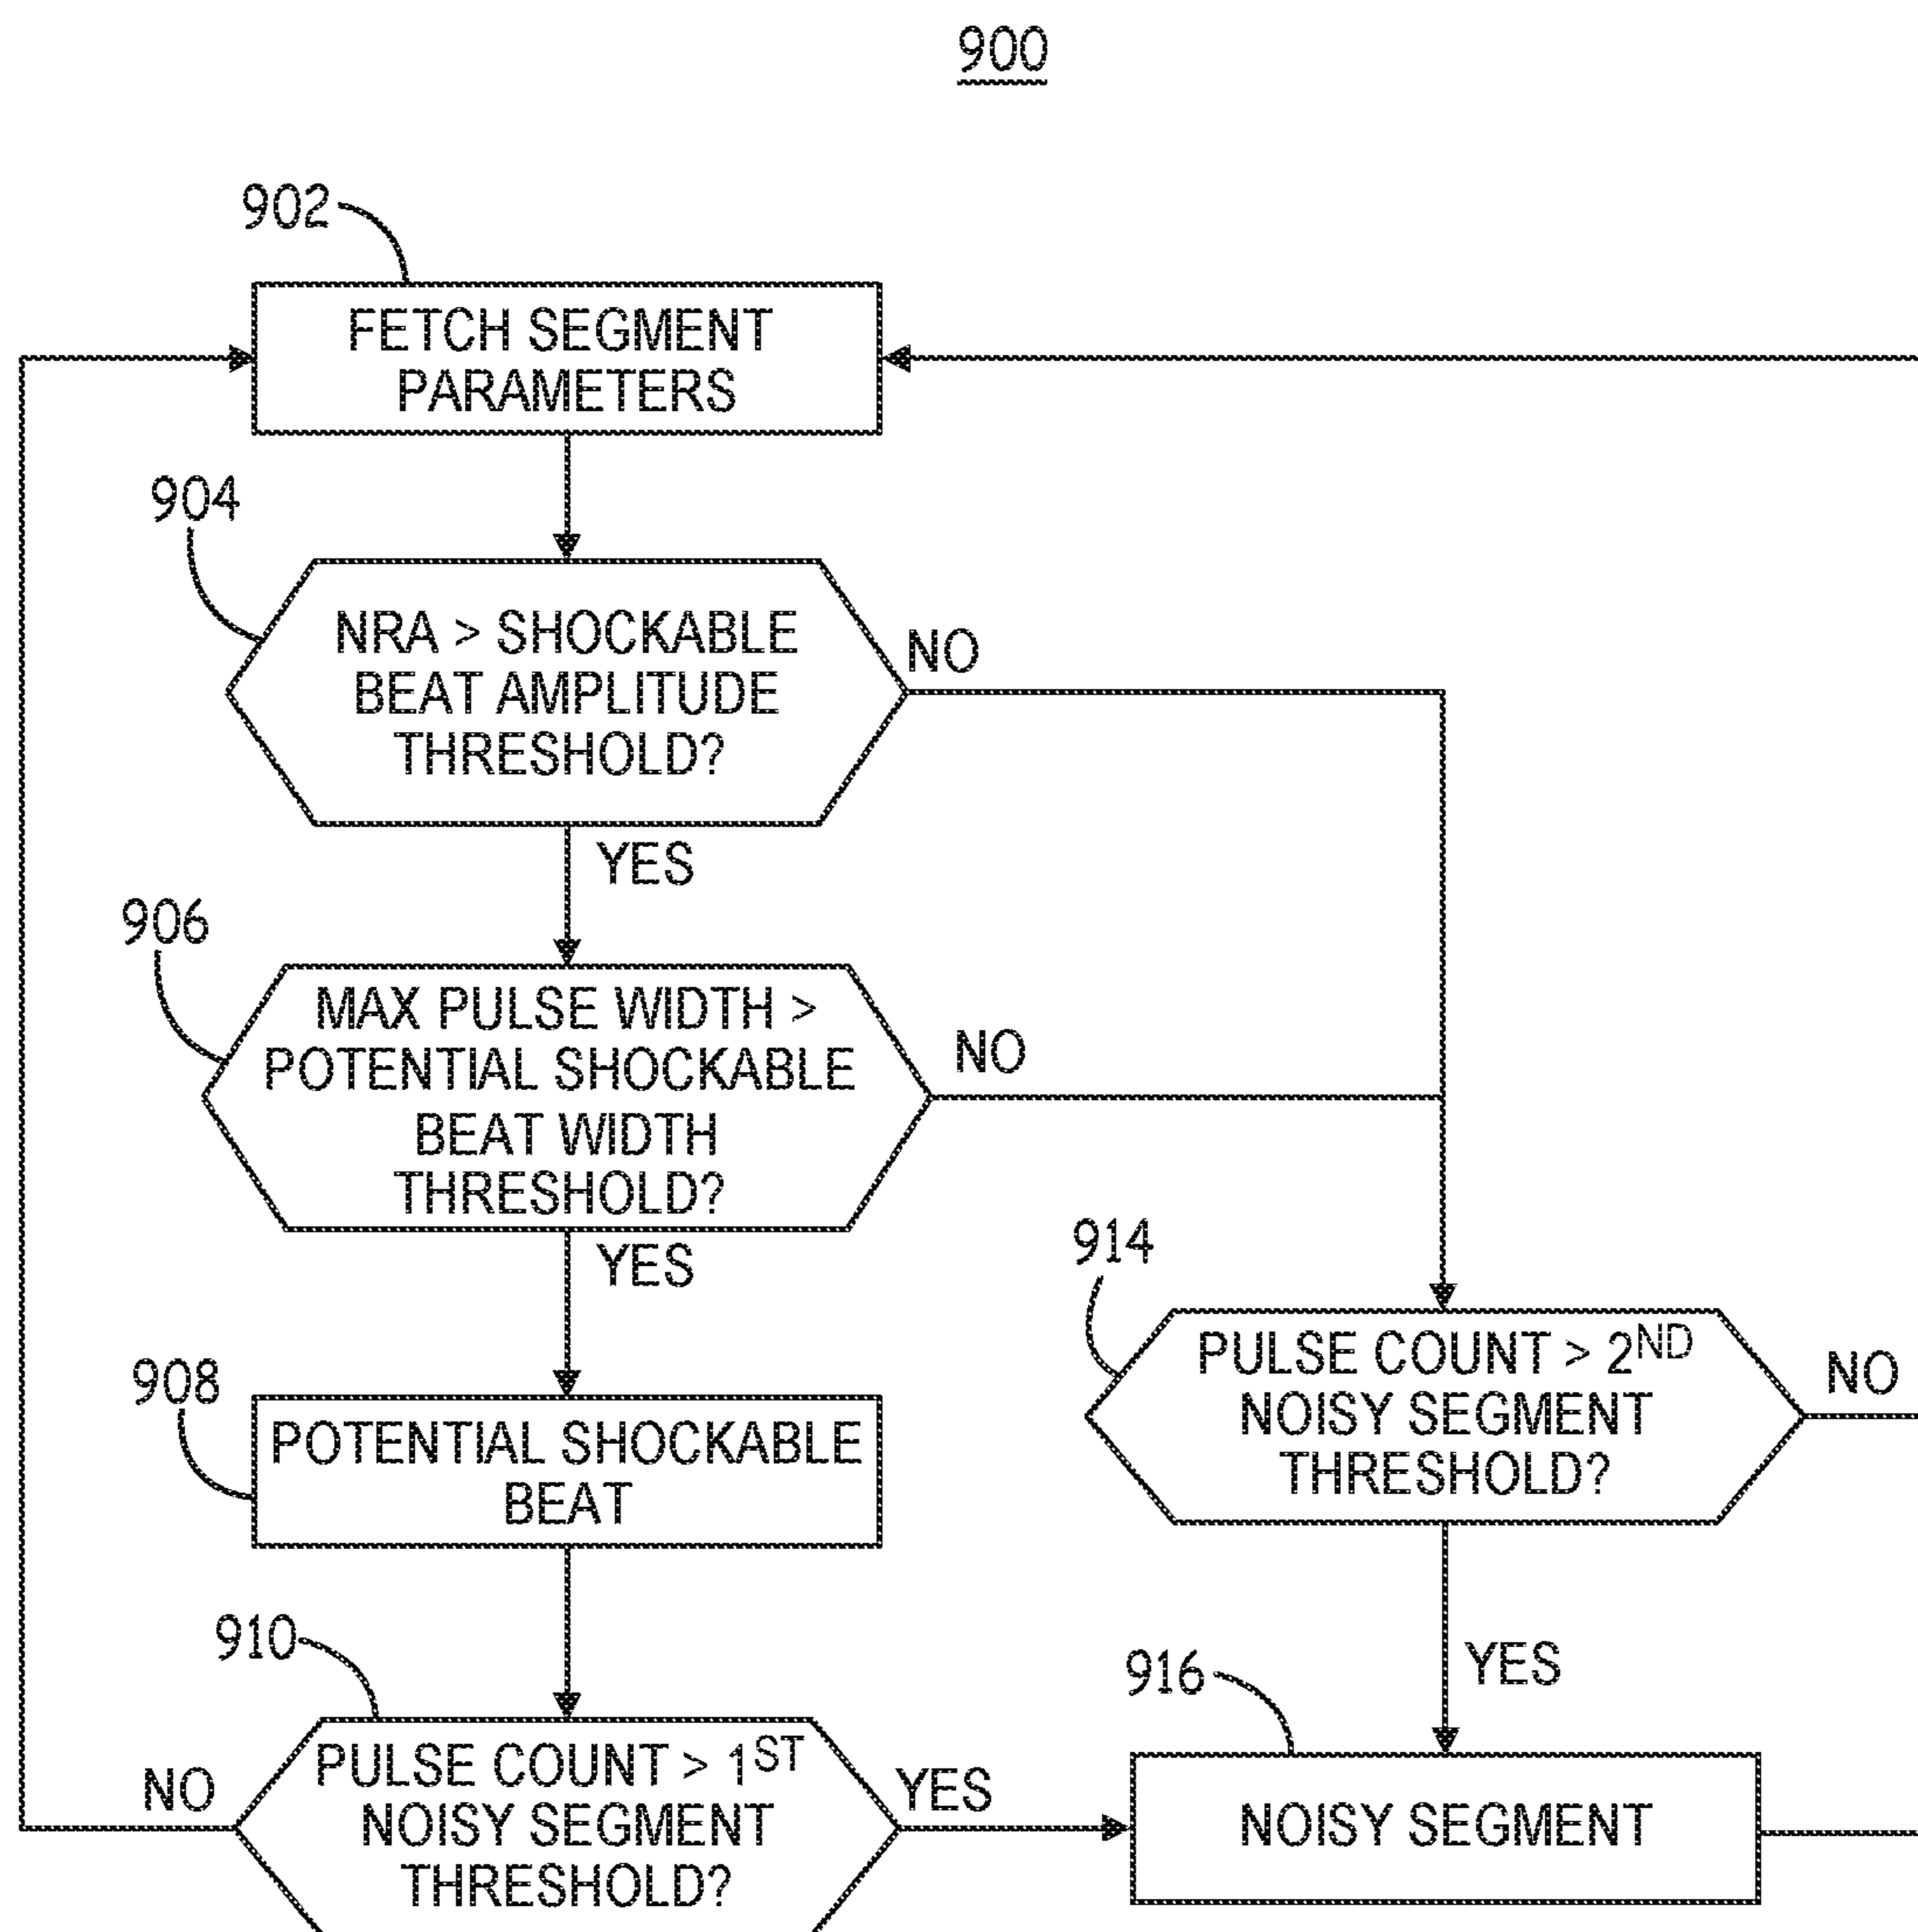 900
902
FETCH SEGMENT
PARAMETERS
904
NRA > SHOCKABLE
BEAT AMPLITUDE
THRESHOLD?
NO
YES
906
MAX PULSE WIDTH >
POTENTIAL SHOCKABLE
BEAT WIDTH
THRESHOLD?
NO
YES
914
PULSE COUNT > 2ND
NOISY SEGMENT
THRESHOLD?
NO
YES
908
POTENTIAL SHOCKABLE
BEAT
910
PULSE COUNT > 1ST
NOISY SEGMENT
THRESHOLD?
NO
YES
916
NOISY SEGMENT